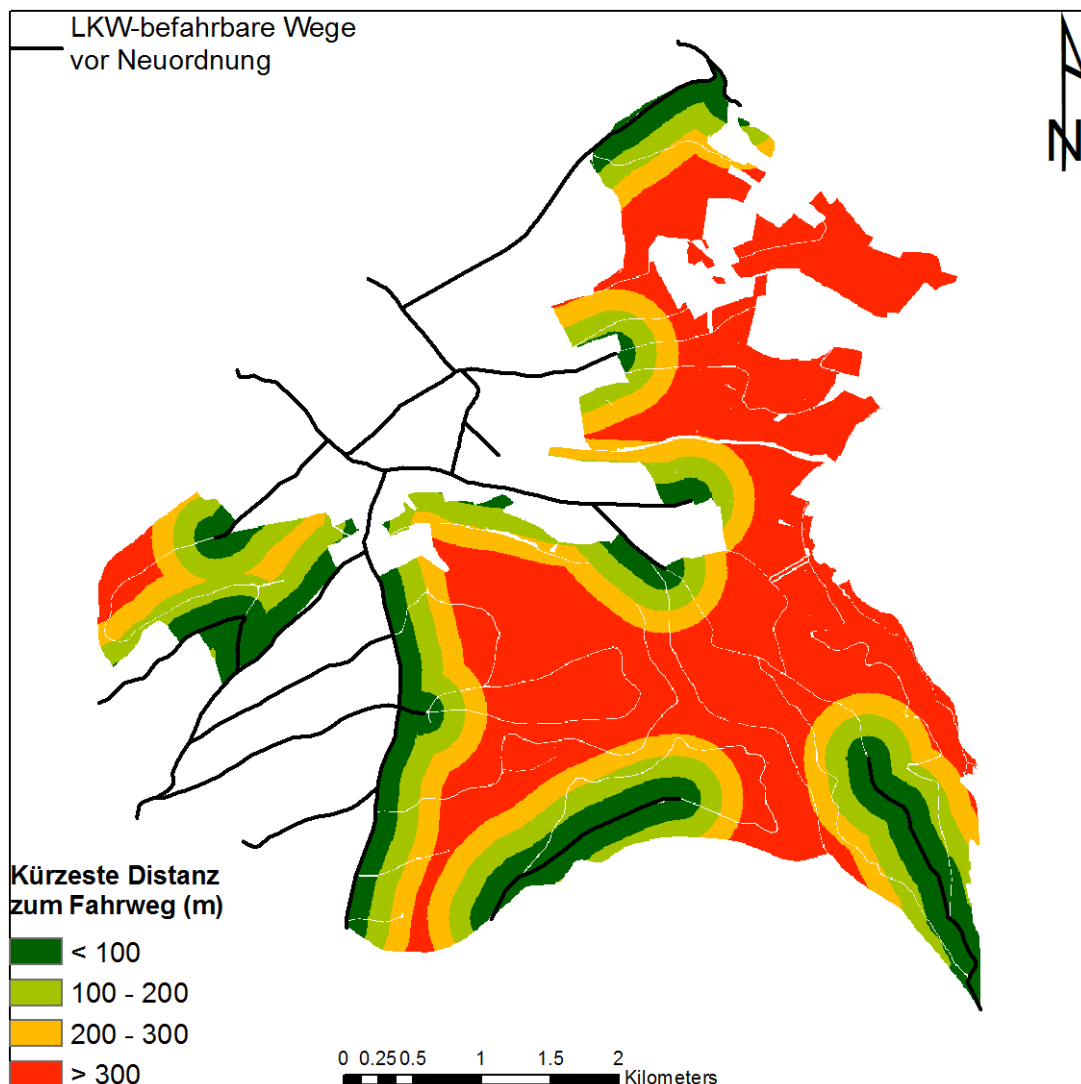 LKW-befahrbare Wege
vor Neuordnung
N
Kürzeste Distanz
zum Fahrweg (m)
< 100
100 - 200
200 - 300
> 300
0 0.25 0.5 1 1.5 2
Kilometers